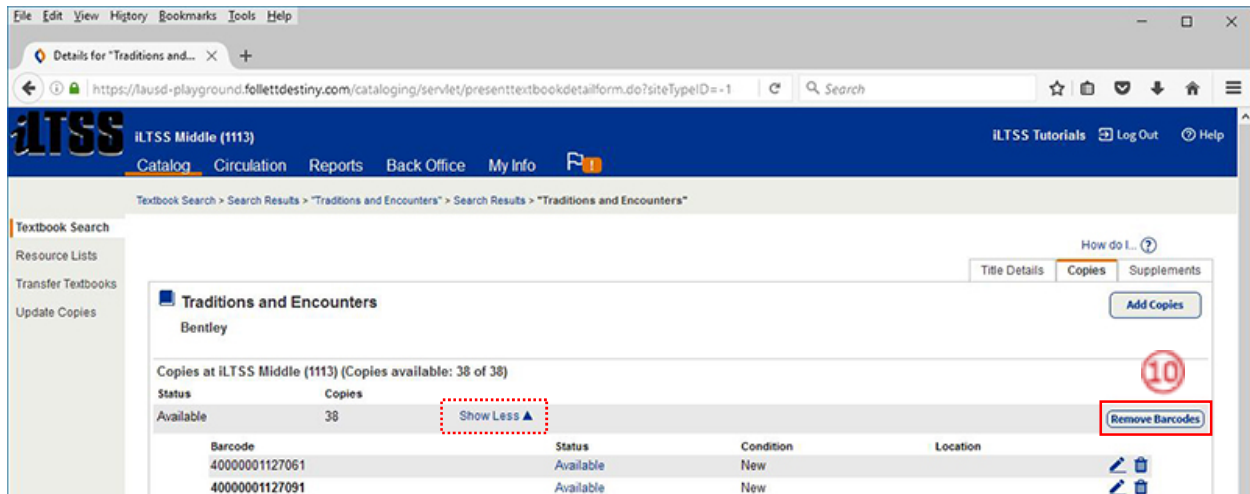 File Edit View History Bookmarks Tools Help
Details for "Traditions and...
https://lausd-playground.follettdestiny.com/cataloging/servlet/presenttextbookdetailform.do?siteTypeID=-1 Search
iLTSS iLTSS Middle (1113) iLTSS Tutorials Log Out ? Help
Catalog Circulation Reports Back Office My Info !
Textbook Search > Search Results > "Traditions and Encounters" > Search Results > "Traditions and Encounters"
Textbook Search
Resource Lists
Transfer Textbooks
Update Copies
How do I... ?
Title Details Copies Supplements
Traditions and Encounters Add Copies
Bentley
Copies at iLTSS Middle (1113) (Copies available: 38 of 38) 10
Status Copies
Available 38 Show Less ▲ Remove Barcodes
Barcode Status Condition Location
40000001127061 Available New
40000001127091 Available New